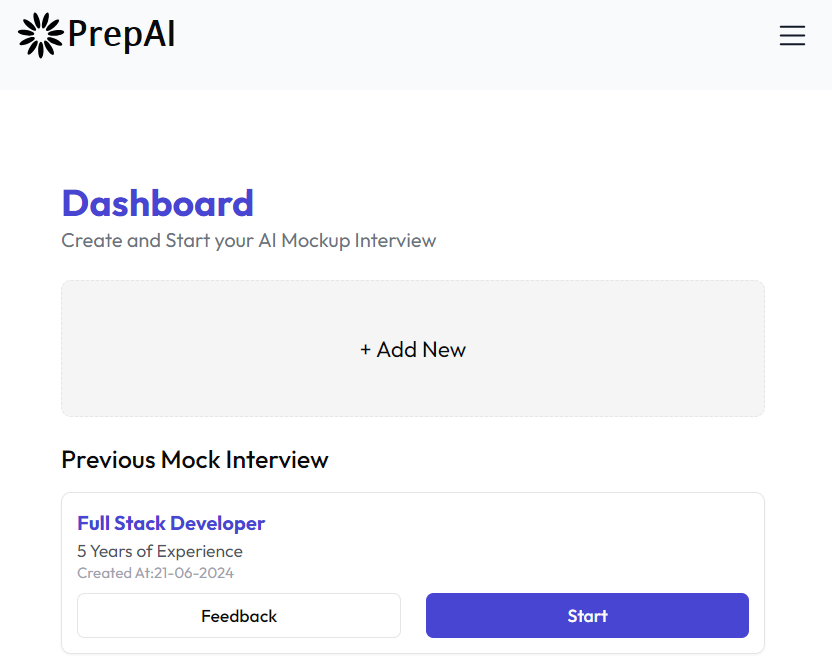 PrepAI
Dashboard
Create and Start your AI Mockup Interview
+ Add New
Previous Mock Interview
Full Stack Developer
5 Years of Experience
Created At:21-06-2024
Feedback
Start